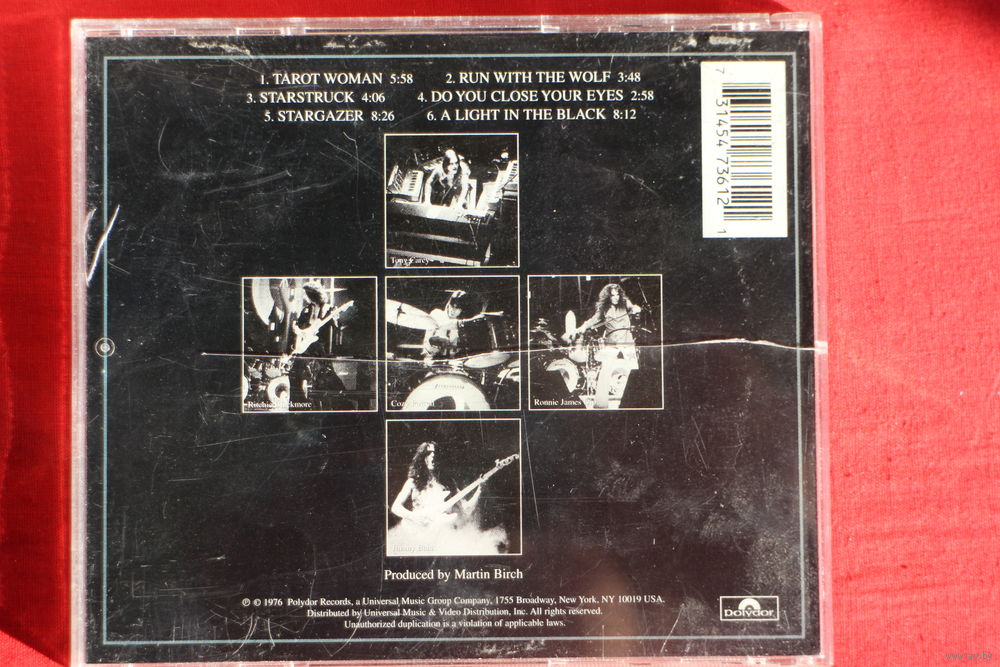 1. TAROT WOMAN 5:58 2. RUN WITH THE WOLF 3:48
3. STARSTRUCK 4:06 4. DO YOU CLOSE YOUR EYES 2:58
5. STARGAZER 8:26 6. A LIGHT IN THE BLACK 8:12
7 31454 73612 1
Tony Carey
Ritchie Blackmore
Cozy
Ronnie James
Jimmy Bain
Produced by Martin Birch
℗ © 1976 Polydor Records, a Universal Music Group Company, 1755 Broadway, New York, NY 10019 USA.
Distributed by Universal Music & Video Distribution, Inc. All rights reserved.
Unauthorized duplication is a violation of applicable laws.
Polydor